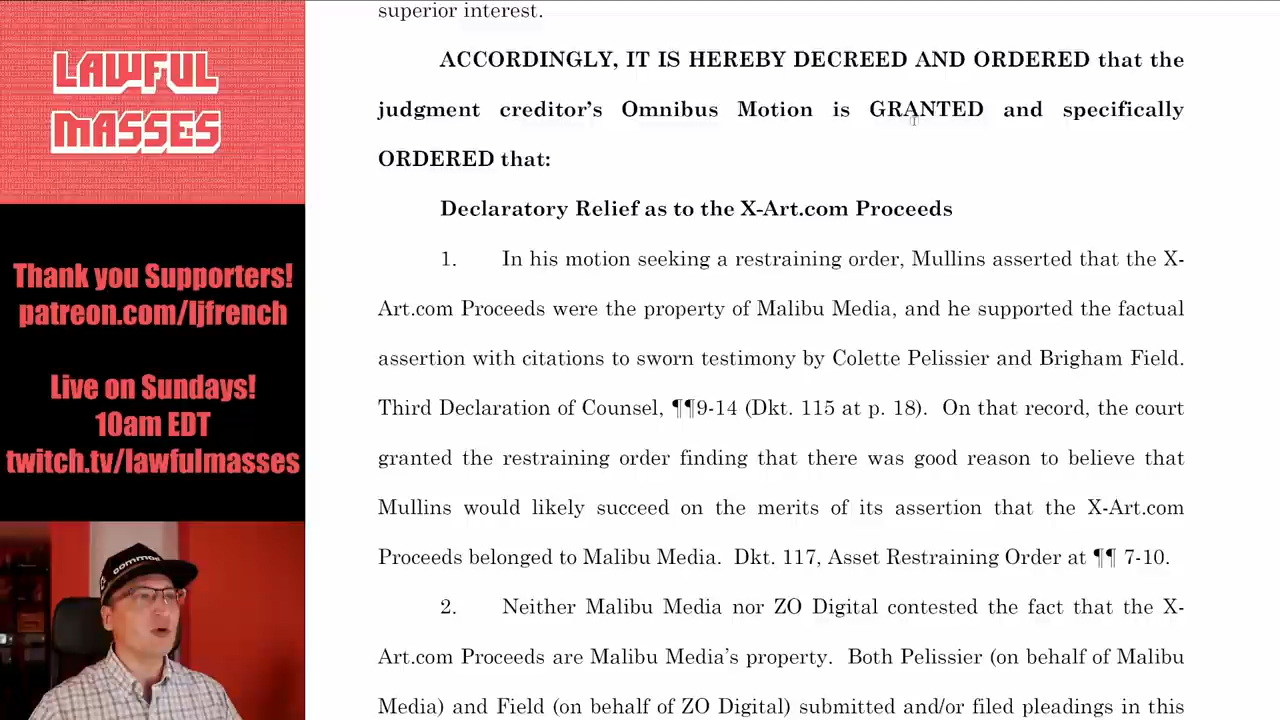 superior interest.
ACCORDINGLY, IT IS HEREBY DECREED AND ORDERED that the
judgment creditor's Omnibus Motion is GRANTED and specifically
ORDERED that:
Declaratory Relief as to the X-Art.com Proceeds
1. In his motion seeking a restraining order, Mullins asserted that the X-
Art.com Proceeds were the property of Malibu Media, and he supported the factual
assertion with citations to sworn testimony by Colette Pelissier and Brigham Field.
Third Declaration of Counsel, ¶¶9-14 (Dkt. 115 at p. 18). On that record, the court
granted the restraining order finding that there was good reason to believe that
Mullins would likely succeed on the merits of its assertion that the X-Art.com
Proceeds belonged to Malibu Media. Dkt. 117, Asset Restraining Order at ¶¶ 7-10.
2. Neither Malibu Media nor ZO Digital contested the fact that the X-
Art.com Proceeds are Malibu Media's property. Both Pelissier (on behalf of Malibu
Media) and Field (on behalf of ZO Digital) submitted and/or filed pleadings in this
LAWFUL
MASSES
Thank you Supporters!
patreon.com/ljfrench
Live on Sundays!
10am EDT
twitch.tv/lawfulmasses